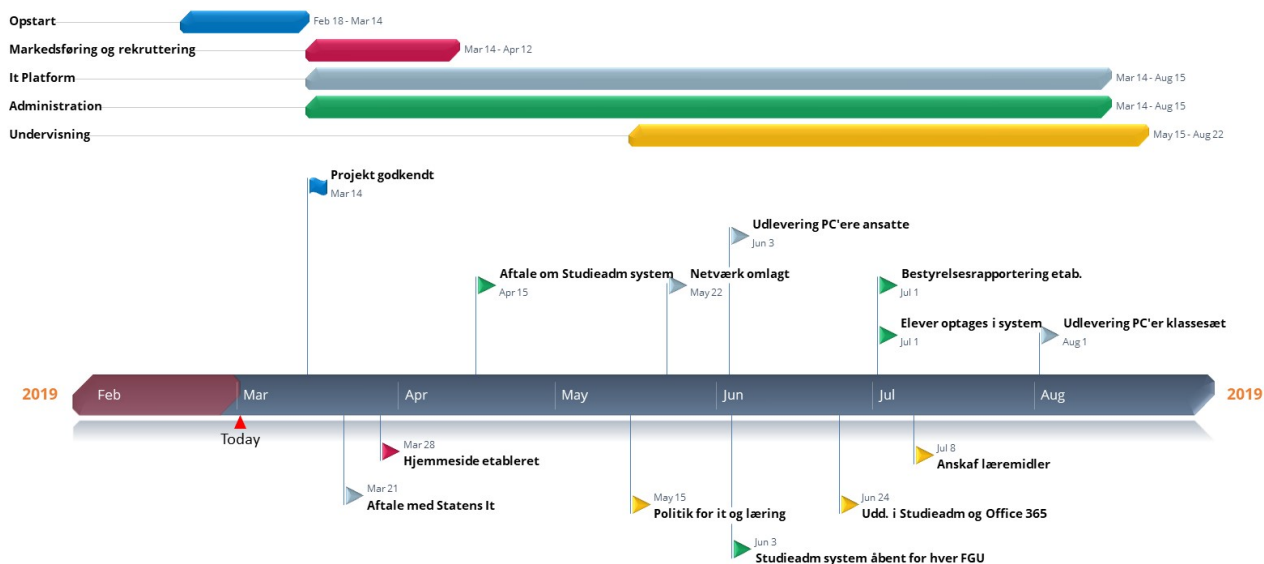 Opstart
Feb 18 - Mar 14
Markedsføring og rekruttering
Mar 14 - Apr 12
It Platform
Mar 14 - Aug 15
Administration
Mar 14 - Aug 15
Undervisning
May 15 - Aug 22
Projekt godkendt
Mar 14
Udlevering PC'ere ansatte
Jun 3
Aftale om Studieadm system
Apr 15
Netværk omlagt
May 22
Bestyrelsesrapportering etab.
Jul 1
Elever optages i system
Jul 1
Udlevering PC'er klassesæt
Aug 1
2019 Feb Mar Apr May Jun Jul Aug 2019
Today
Mar 28
Hjemmeside etableret
Jul 8
Anskaf læremidler
Mar 21
Aftale med Statens It
May 15
Politik for it og læring
Jun 24
Udd. i Studieadm og Office 365
Jun 3
Studieadm system åbent for hver FGU